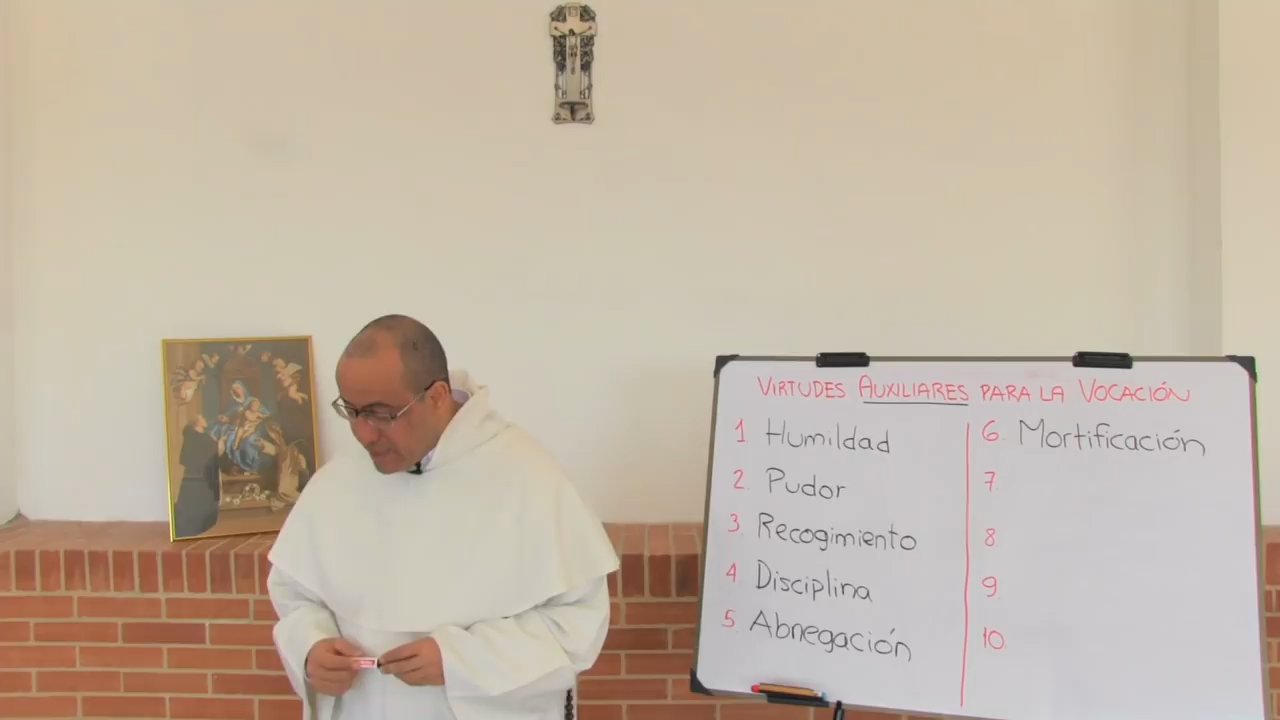 VIRTUDES AUXILIARES PARA LA VOCACIÓN
1 Humildad
2. Pudor
3. Recogimiento
4. Disciplina
5. Abnegación
6. Mortificación
7.
8
9.
10.